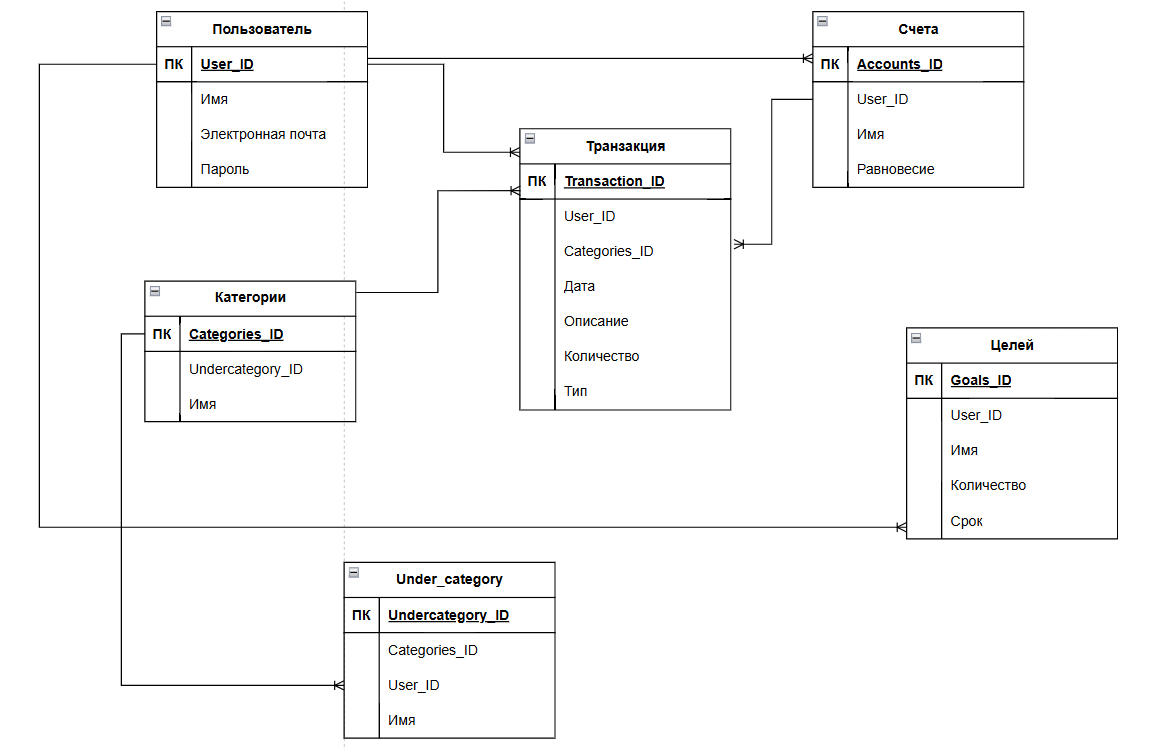 Пользователь
ПК User_ID
Имя
Электронная почта
Пароль
Счета
ПК Accounts_ID
User_ID
Имя
Равновесие
Транзакция
ПК Transaction_ID
User_ID
Categories_ID
Дата
Описание
Количество
Тип
Категории
ПК Categories_ID
Undercategory_ID
Имя
Целей
ПК Goals_ID
User_ID
Имя
Количество
Срок
Under_category
ПК Undercategory_ID
Categories_ID
User_ID
Имя